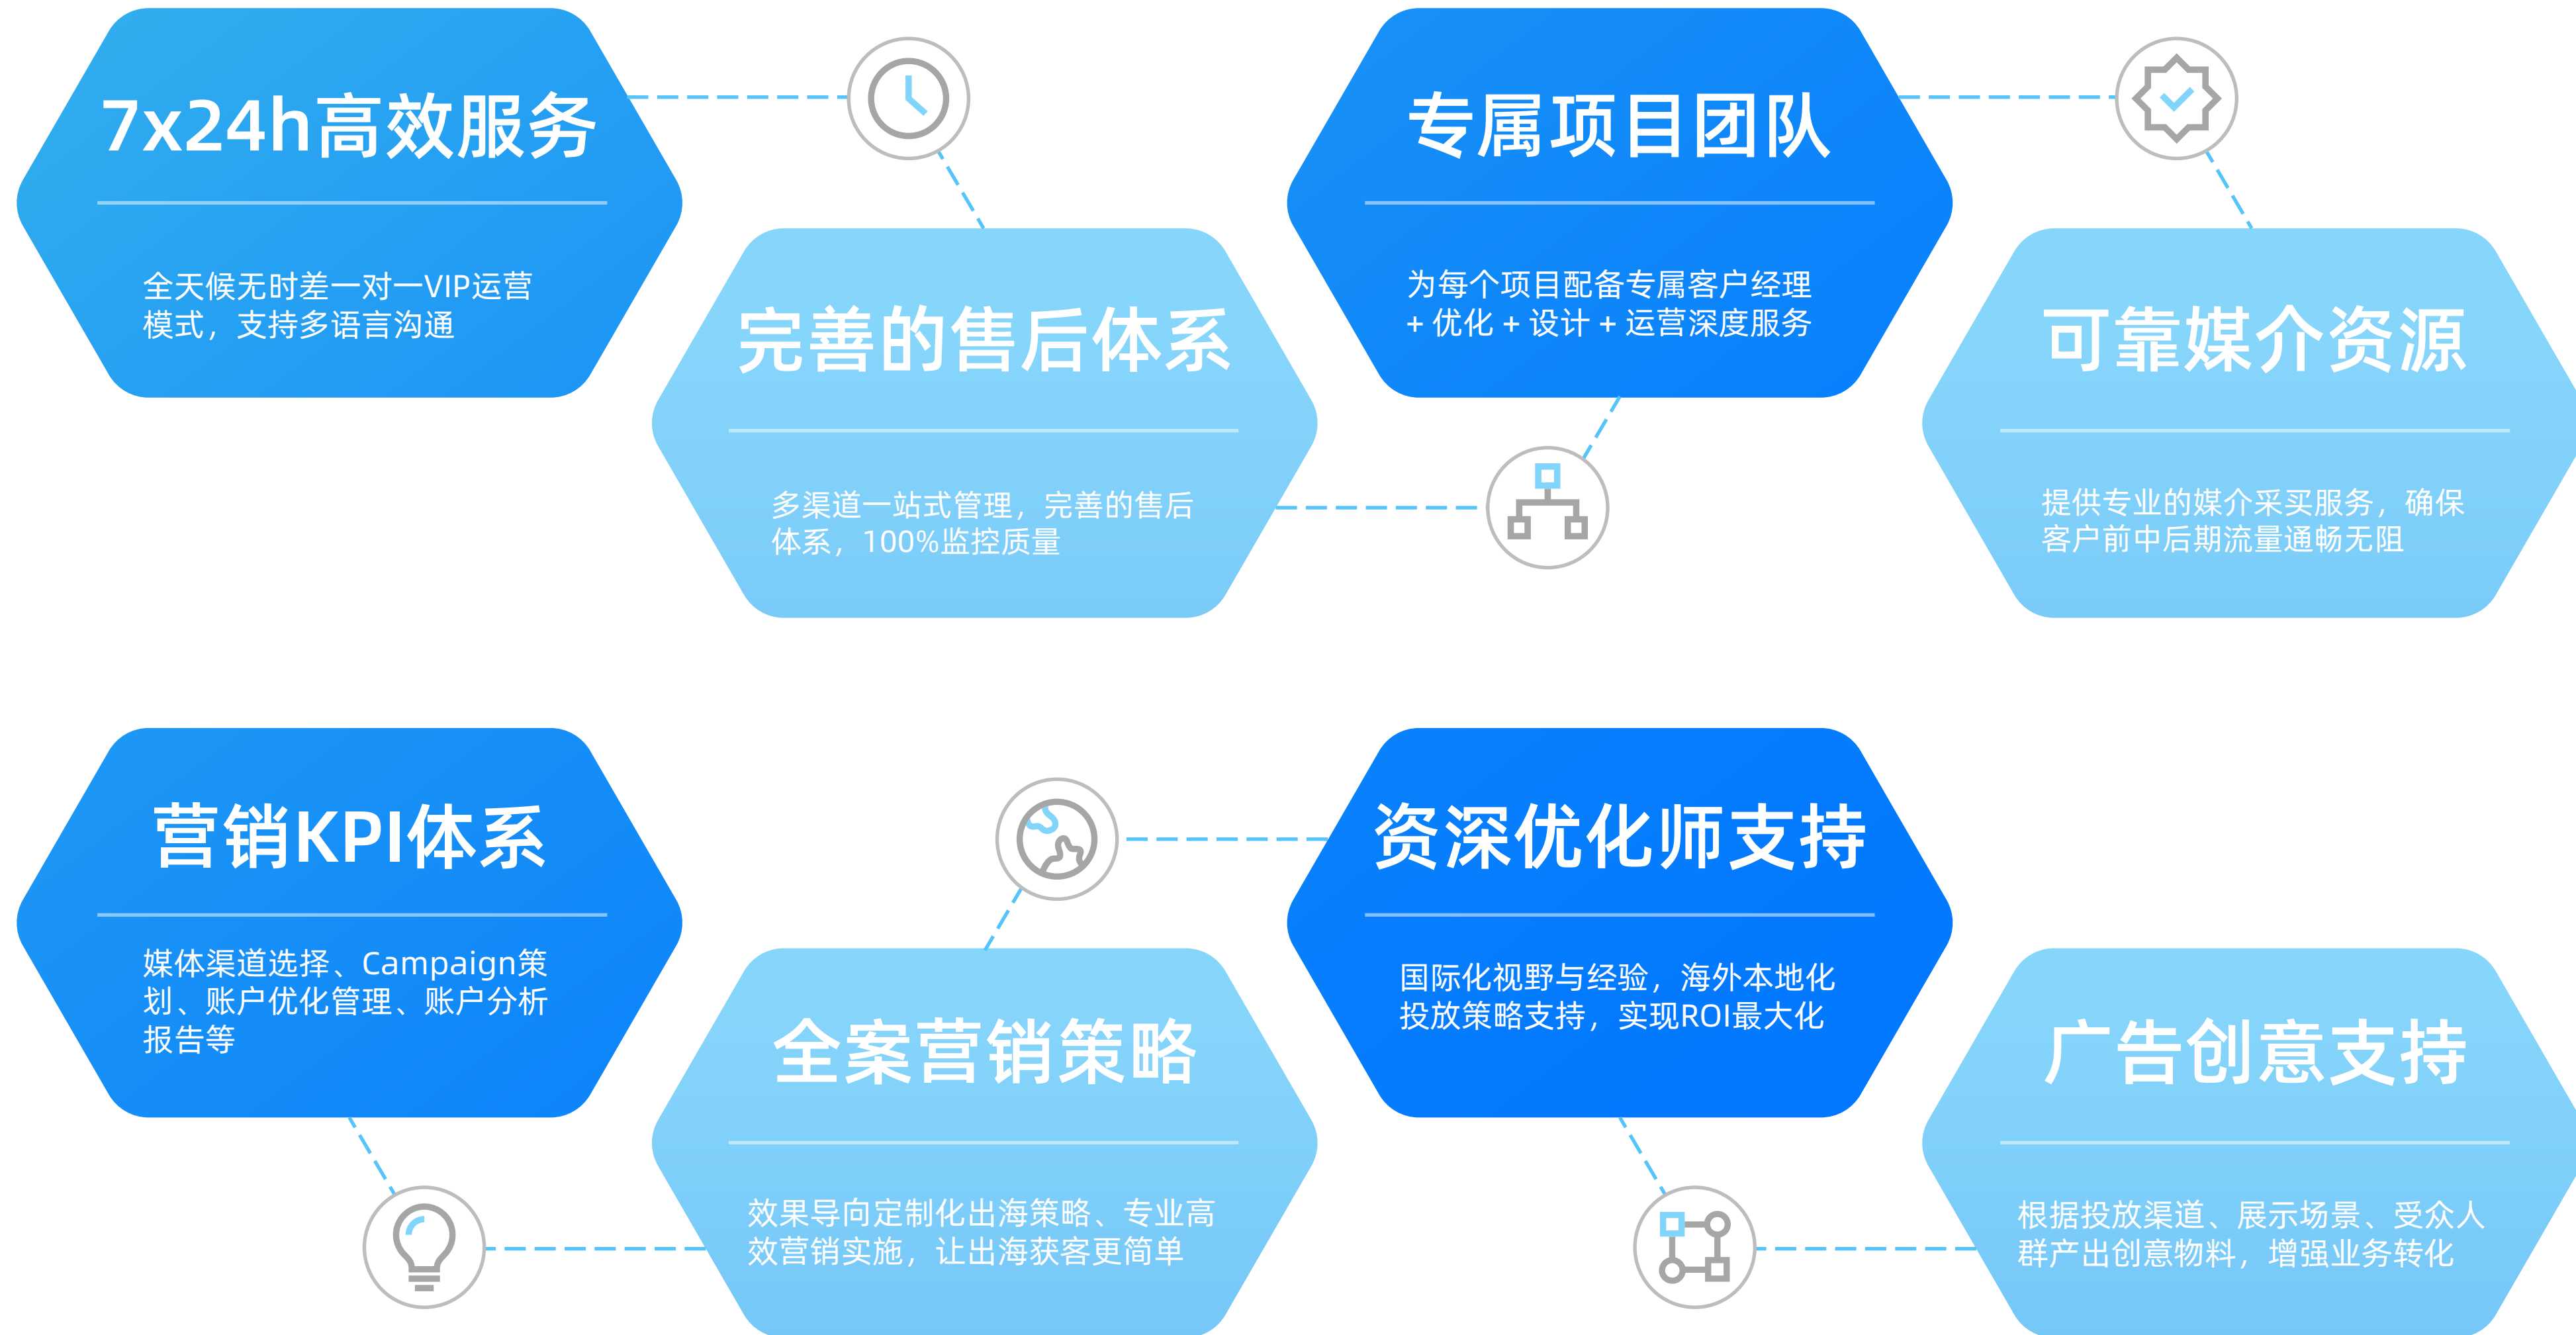 7x24h高效服务
全天候无时差一对一VIP运营
模式，支持多语言沟通
完善的售后体系
多渠道一站式管理，完善的售后
体系，100%监控质量
专属项目团队
为每个项目配备专属客户经理
+ 优化 + 设计 + 运营深度服务
可靠媒介资源
提供专业的媒介采买服务，确保
客户前中后期流量通畅无阻
营销KPI体系
媒体渠道选择、Campaign策
划、账户优化管理、账户分析
报告等
全案营销策略
效果导向定制化出海策略、专业高
效营销实施，让出海获客更简单
资深优化师支持
国际化视野与经验，海外本地化
投放策略支持，实现ROI最大化
广告创意支持
根据投放渠道、展示场景、受众人
群产出创意物料，增强业务转化